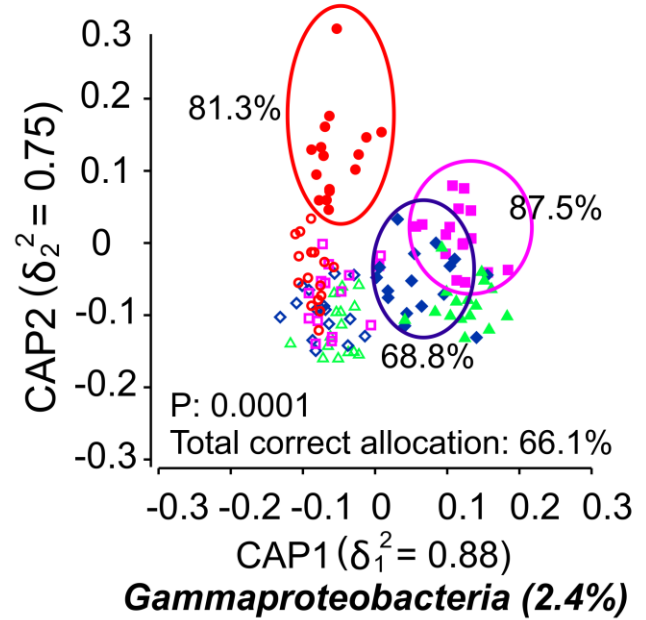 0.3
0.2
0.1
0
-0.1
-0.2
-0.3
CAP2 (δ₂² = 0.75)
81.3%
87.5%
68.8%
P: 0.0001
Total correct allocation: 66.1%
-0.3 -0.2 -0.1 0 0.1 0.2 0.3
CAP1 (δ₁² = 0.88)
Gammaproteobacteria (2.4%)